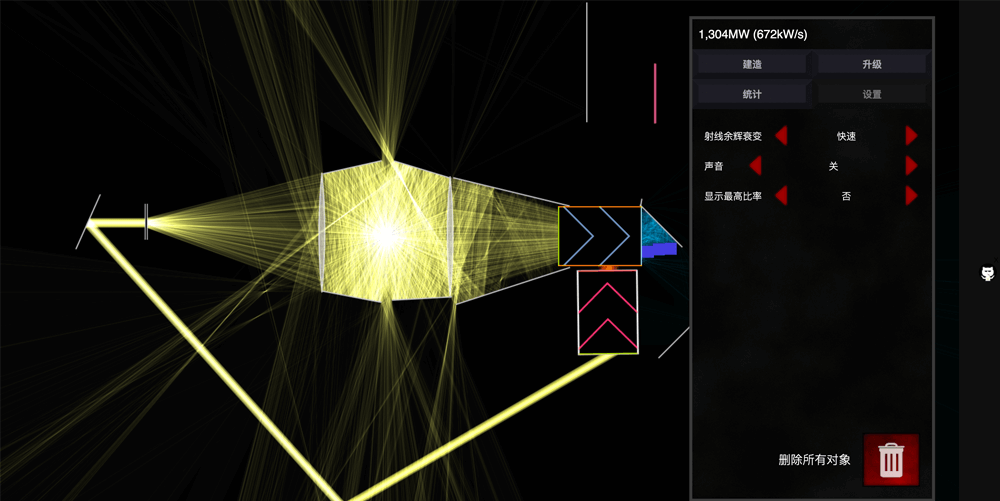 1,304MW (672kW/s)
建造 升级
统计 设置
射线余辉衰变 快速
声音 关
显示最高比率 否
删除所有对象